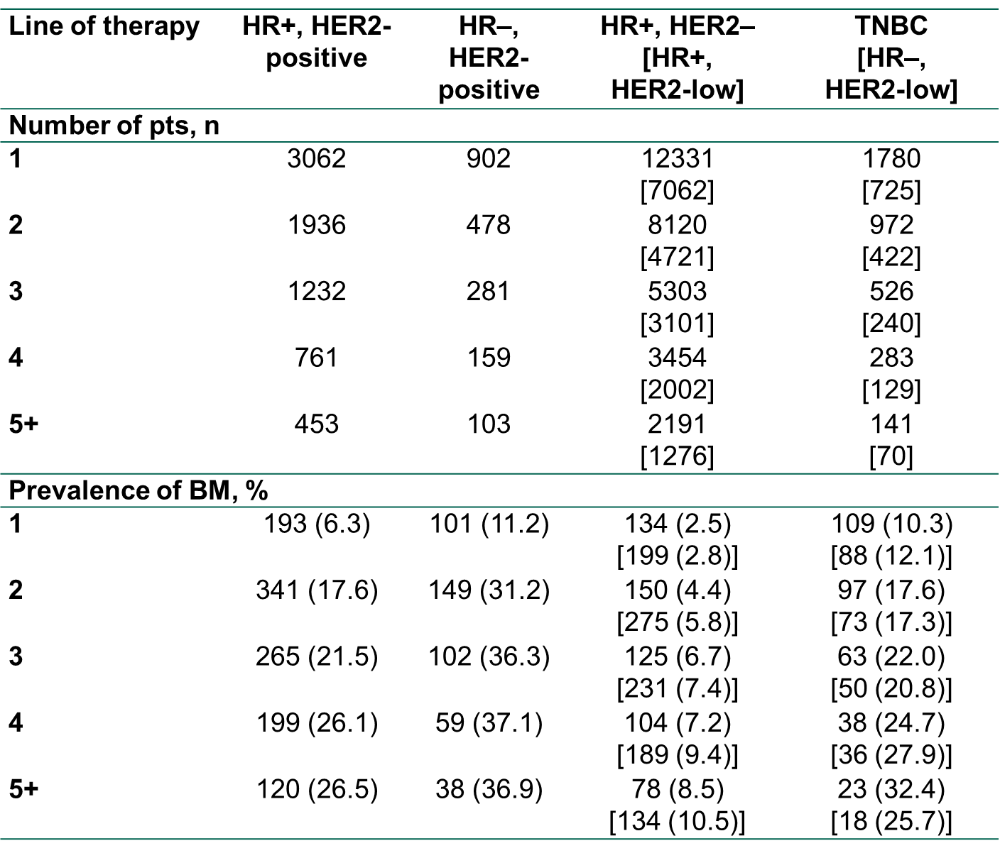 Line of therapy HR+, HER2-positive HR–, HER2-positive HR+, HER2– [HR+, HER2-low] TNBC [HR–, HER2-low]
Number of pts, n
1 3062 902 12331 1780
[7062] [725]
2 1936 478 8120 972
[4721] [422]
3 1232 281 5303 526
[3101] [240]
4 761 159 3454 283
[2002] [129]
5+ 453 103 2191 141
[1276] [70]
Prevalence of BM, %
1 193 (6.3) 101 (11.2) 134 (2.5) 109 (10.3)
[199 (2.8)] [88 (12.1)]
2 341 (17.6) 149 (31.2) 150 (4.4) 97 (17.6)
[275 (5.8)] [73 (17.3)]
3 265 (21.5) 102 (36.3) 125 (6.7) 63 (22.0)
[231 (7.4)] [50 (20.8)]
4 199 (26.1) 59 (37.1) 104 (7.2) 38 (24.7)
[189 (9.4)] [36 (27.9)]
5+ 120 (26.5) 38 (36.9) 78 (8.5) 23 (32.4)
[134 (10.5)] [18 (25.7)]